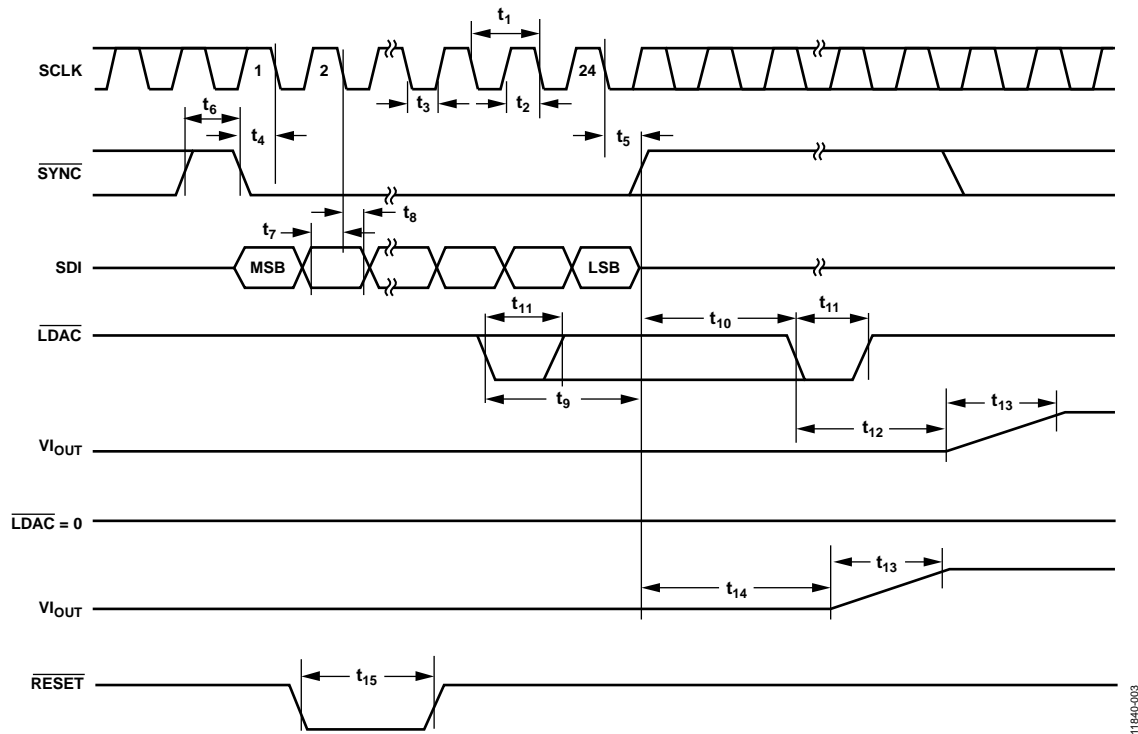 t1
SCLK
1
2
24
t3
t2
t6
t4
t5
SYNC
t8
t7
SDI
MSB
LSB
t11
t10
t11
LDAC
t9
t13
t12
VIOUT
LDAC = 0
t13
t14
VIOUT
t15
RESET
11840-003